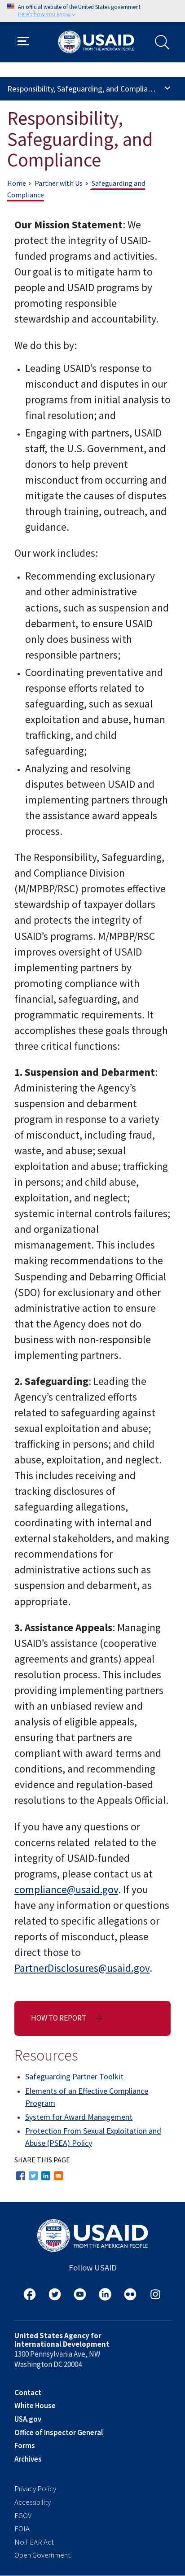 An official website of the United States government
Here's how you know
USAID
FROM THE AMERICAN PEOPLE
Responsibility, Safeguarding, and Complia…
Responsibility,
Safeguarding, and
Compliance
Home › Partner with Us › Safeguarding and
Compliance
Our Mission Statement: We
protect the integrity of USAID-
funded programs and activities.
Our goal is to mitigate harm to
people and USAID programs by
promoting responsible
stewardship and accountability.
We do this by:
• Leading USAID's response to
misconduct and disputes in our
programs from initial analysis to
final resolution; and
• Engaging with partners, USAID
staff, the U.S. Government, and
donors to help prevent
misconduct from occurring and
mitigate the causes of disputes
through training, outreach, and
guidance.
Our work includes:
• Recommending exclusionary
and other administrative
actions, such as suspension and
debarment, to ensure USAID
only does business with
responsible partners;
• Coordinating preventative and
response efforts related to
safeguarding, such as sexual
exploitation and abuse, human
trafficking, and child
safeguarding;
• Analyzing and resolving
disputes between USAID and
implementing partners through
the assistance award appeals
process.
The Responsibility, Safeguarding,
and Compliance Division
(M/MPBP/RSC) promotes effective
stewardship of taxpayer dollars
and protects the integrity of
USAID's programs. M/MPBP/RSC
improves oversight of USAID
implementing partners by
promoting compliance with
financial, safeguarding, and
programmatic requirements. It
accomplishes these goals through
three critical functions:
1. Suspension and Debarment:
Administering the Agency's
suspension and debarment
program in response to a variety
of misconduct, including fraud,
waste, and abuse; sexual
exploitation and abuse; trafficking
in persons; and child abuse,
exploitation, and neglect;
systemic internal controls failures;
and organizational
mismanagement. This includes
making recommendations to the
Suspending and Debarring Official
(SDO) for exclusionary and other
administrative action to ensure
that the Agency does not do
business with non-responsible
implementing partners.
2. Safeguarding: Leading the
Agency's centralized efforts
related to safeguarding against
sexual exploitation and abuse;
trafficking in persons; and child
abuse, exploitation, and neglect.
This includes receiving and
tracking disclosures of
safeguarding allegations,
coordinating with internal and
external stakeholders, and making
recommendations for
administrative actions such as
suspension and debarment, as
appropriate.
3. Assistance Appeals: Managing
USAID's assistance (cooperative
agreements and grants) appeal
resolution process. This includes
providing implementing partners
with an unbiased review and
analysis of eligible appeals,
ensuring that partners are
compliant with award terms and
conditions, and recommending
evidence and regulation-based
resolutions to the Appeals Official.
If you have any questions or
concerns related related to the
integrity of USAID-funded
programs, please contact us at
compliance@usaid.gov. If you
have any information or questions
related to specific allegations or
reports of misconduct, please
direct those to
PartnerDisclosures@usaid.gov.
HOW TO REPORT
Resources
• Safeguarding Partner Toolkit
• Elements of an Effective Compliance
Program
• System for Award Management
• Protection From Sexual Exploitation and
Abuse (PSEA) Policy
SHARE THIS PAGE
USAID
FROM THE AMERICAN PEOPLE
Follow USAID
United States Agency for
International Development
1300 Pennsylvania Ave, NW
Washington DC 20004
Contact
White House
USA.gov
Office of Inspector General
Forms
Archives
Privacy Policy
Accessibility
EGOV
FOIA
No FEAR Act
Open Government